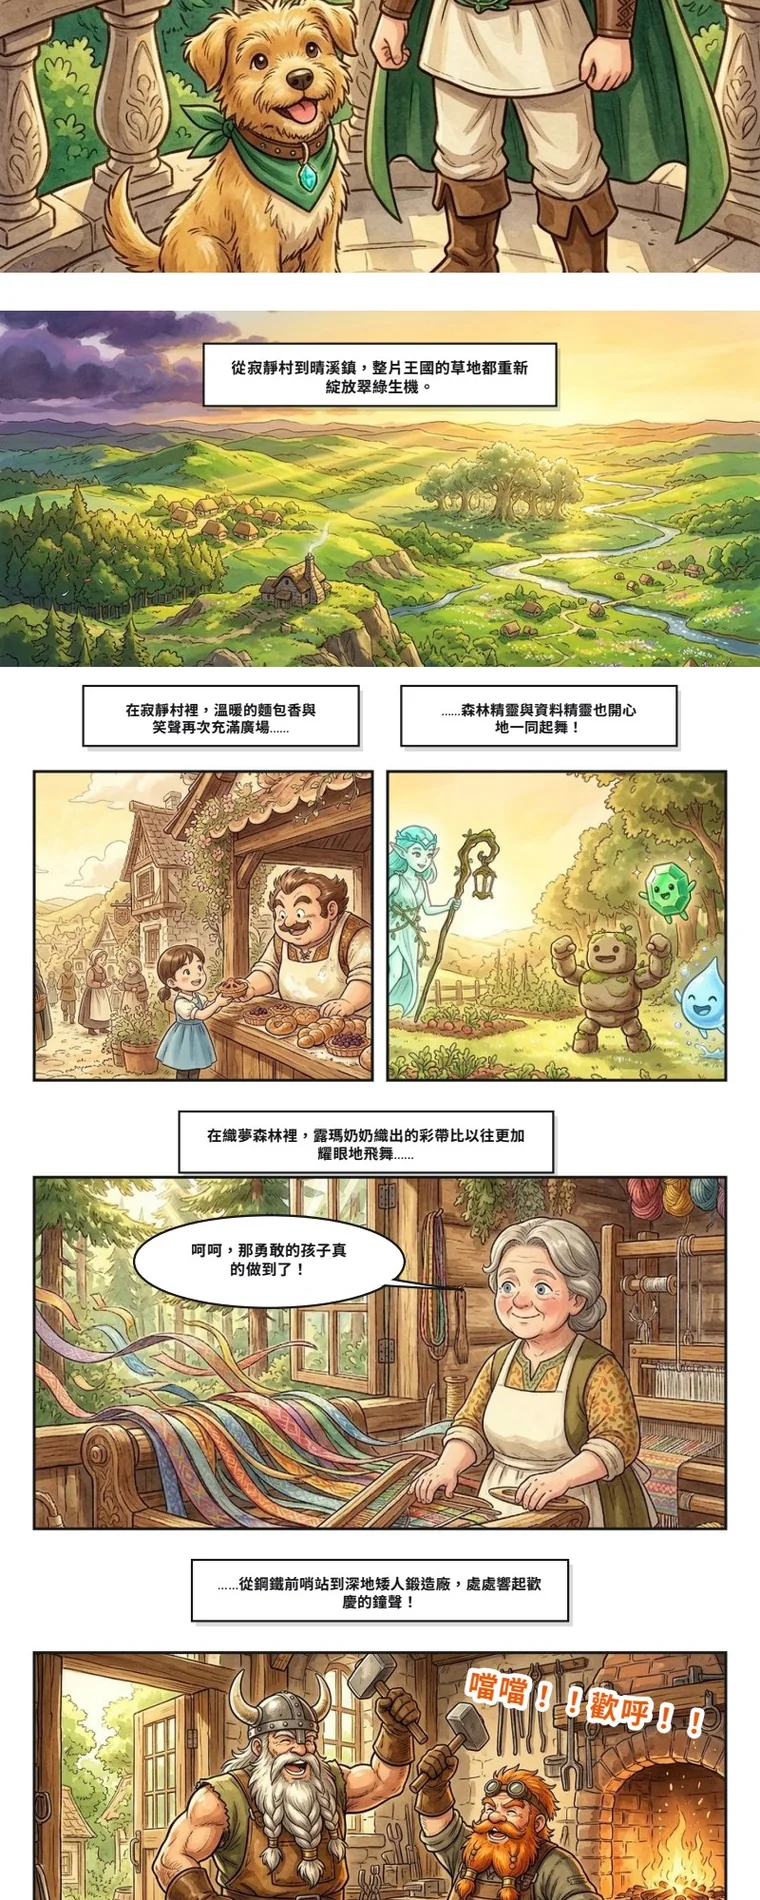 從寂靜村到晴溪鎮，整片王國的草地都重新
綻放翠綠生機。
在寂靜村裡，溫暖的麵包香與
笑聲再次充滿廣場……
……森林精靈與資料精靈也開心
地一同起舞！
在織夢森林裡，露瑪奶奶織出的彩帶比以往更加
耀眼地飛舞……
呵呵，那勇敢的孩子真
的做到了！
……從鋼鐵前哨站到深地矮人鍛造廠，處處響起歡
慶的鐘聲！
噹噹！！歡呼！！